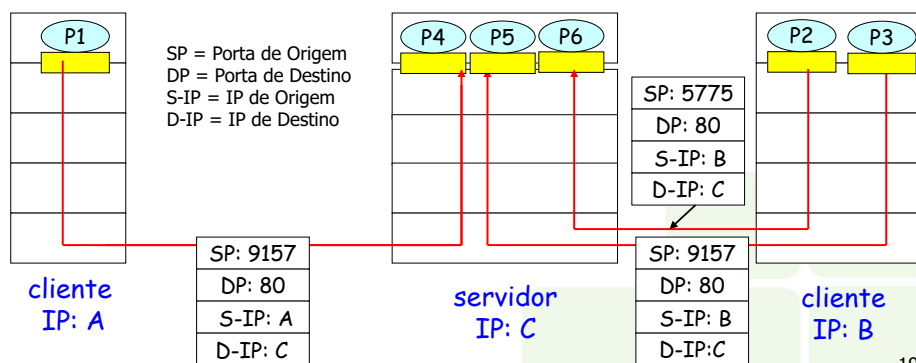 P1
P4
P5
P6
P2
P3
SP = Porta de Origem
DP = Porta de Destino
S-IP = IP de Origem
D-IP = IP de Destino
SP: 5775
DP: 80
S-IP: B
D-IP: C
SP: 9157
DP: 80
S-IP: A
D-IP: C
SP: 9157
DP: 80
S-IP: B
D-IP:C
cliente
IP: A
servidor
IP: C
cliente
IP: B